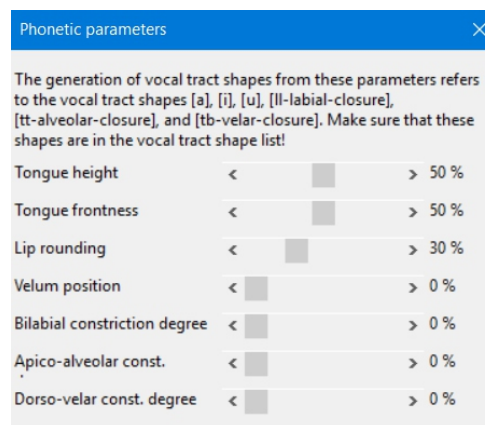 Phonetic parameters
The generation of vocal tract shapes from these parameters refers
to the vocal tract shapes [a], [i], [u], [ll-labial-closure],
[tt-alveolar-closure], and [tb-velar-closure]. Make sure that these
shapes are in the vocal tract shape list!
Tongue height < > 50 %
Tongue frontness < > 50 %
Lip rounding < > 30 %
Velum position < > 0 %
Bilabial constriction degree < > 0 %
Apico-alveolar const. < > 0 %
Dorso-velar const. degree < > 0 %